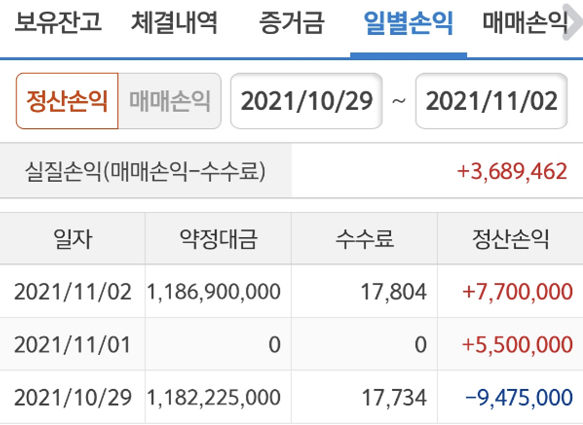 보유잔고 체결내역 증거금 일별손익 매매손익
정산손익 매매손익 2021/10/29 ~ 2021/11/02
실질손익(매매손익-수수료) +3,689,462
일자 약정대금 수수료 정산손익
2021/11/02 1,186,900,000 17,804 +7,700,000
2021/11/01 0 0 +5,500,000
2021/10/29 1,182,225,000 17,734 -9,475,000